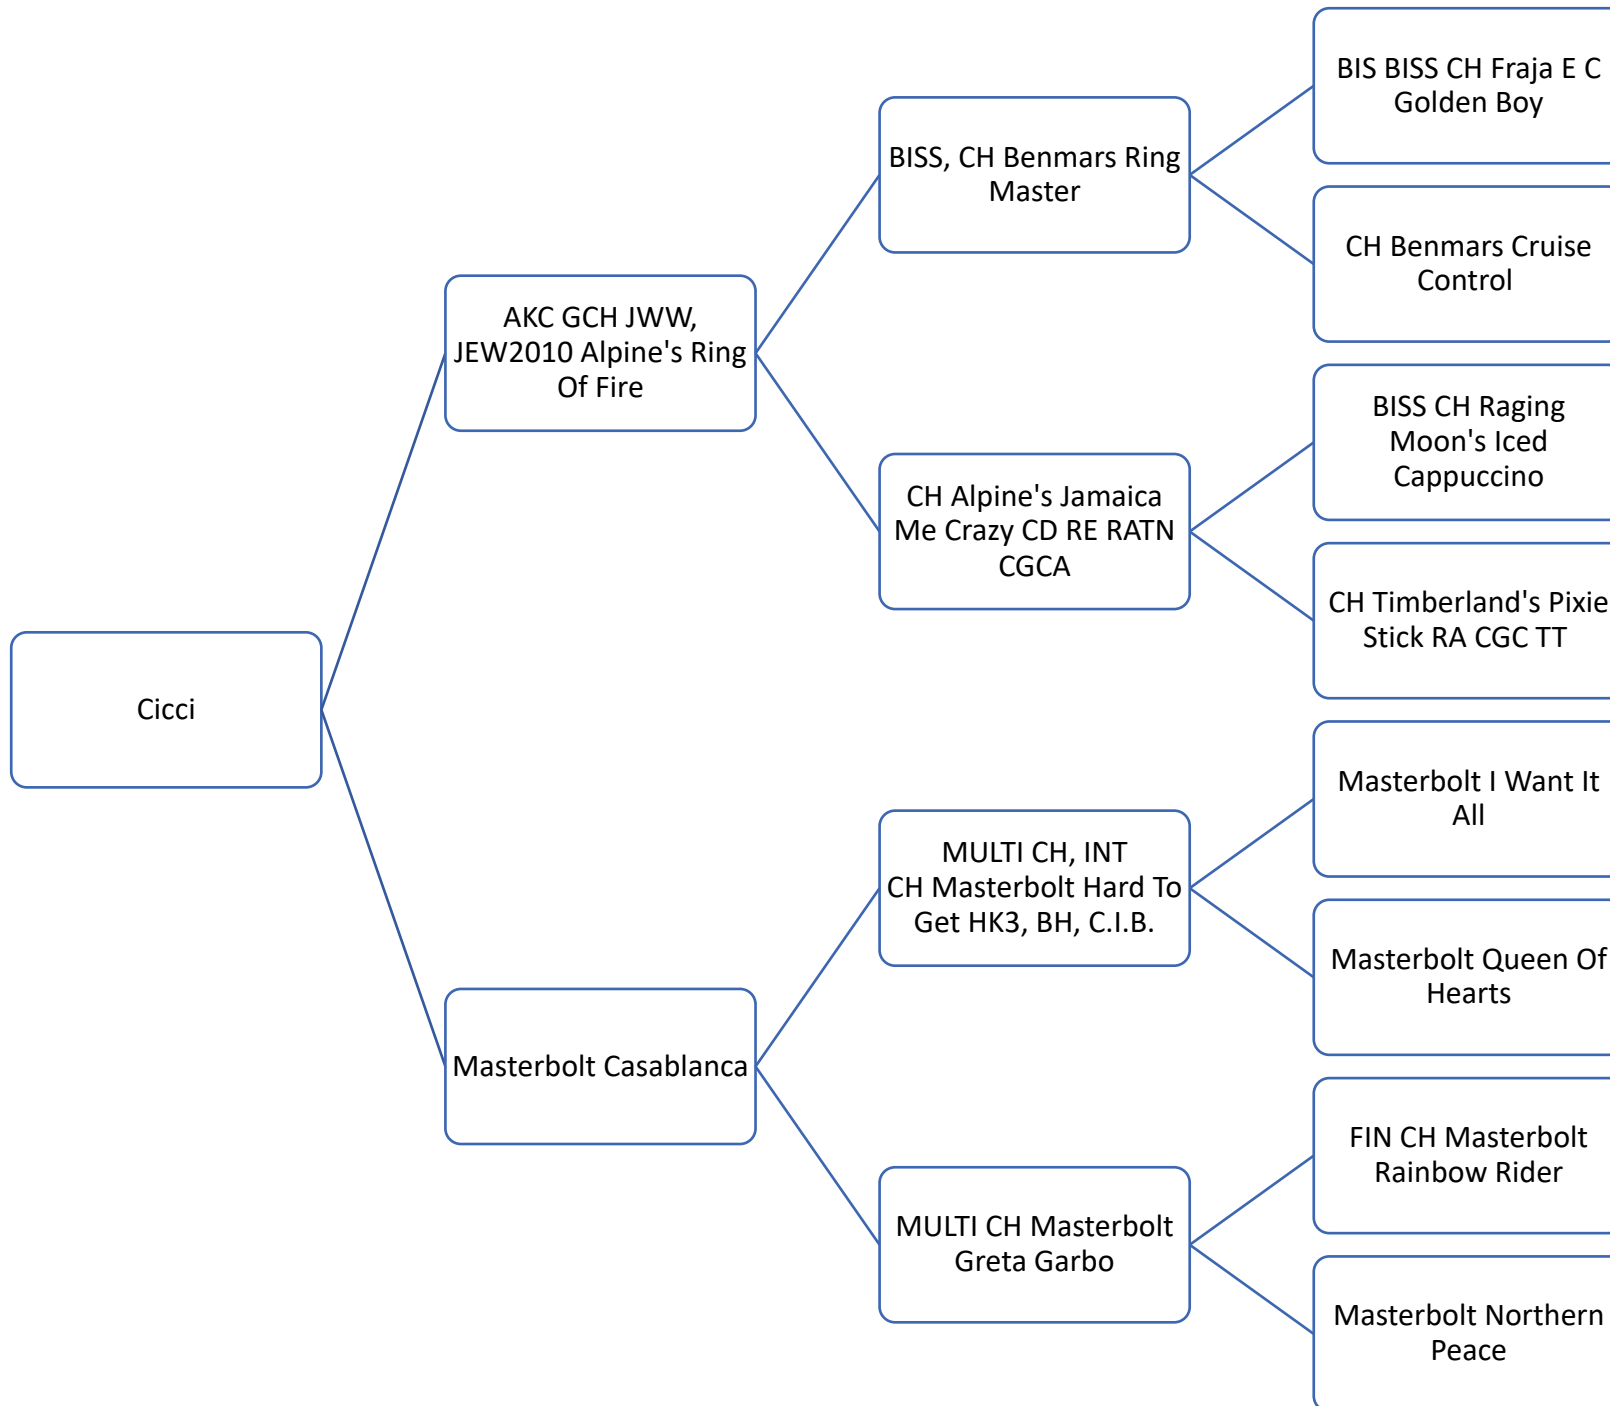 BIS BISS CH Fraja E C
Golden Boy
BISS, CH Benmars Ring
Master
CH Benmars Cruise
Control
AKC GCH JWW,
JEW2010 Alpine's Ring
Of Fire
BISS CH Raging
Moon's Iced
Cappuccino
CH Alpine's Jamaica
Me Crazy CD RE RATN
CGCA
CH Timberland's Pixie
Stick RA CGC TT
Cicci
Masterbolt I Want It
All
MULTI CH, INT
CH Masterbolt Hard To
Get HK3, BH, C.I.B.
Masterbolt Queen Of
Hearts
Masterbolt Casablanca
FIN CH Masterbolt
Rainbow Rider
MULTI CH Masterbolt
Greta Garbo
Masterbolt Northern
Peace